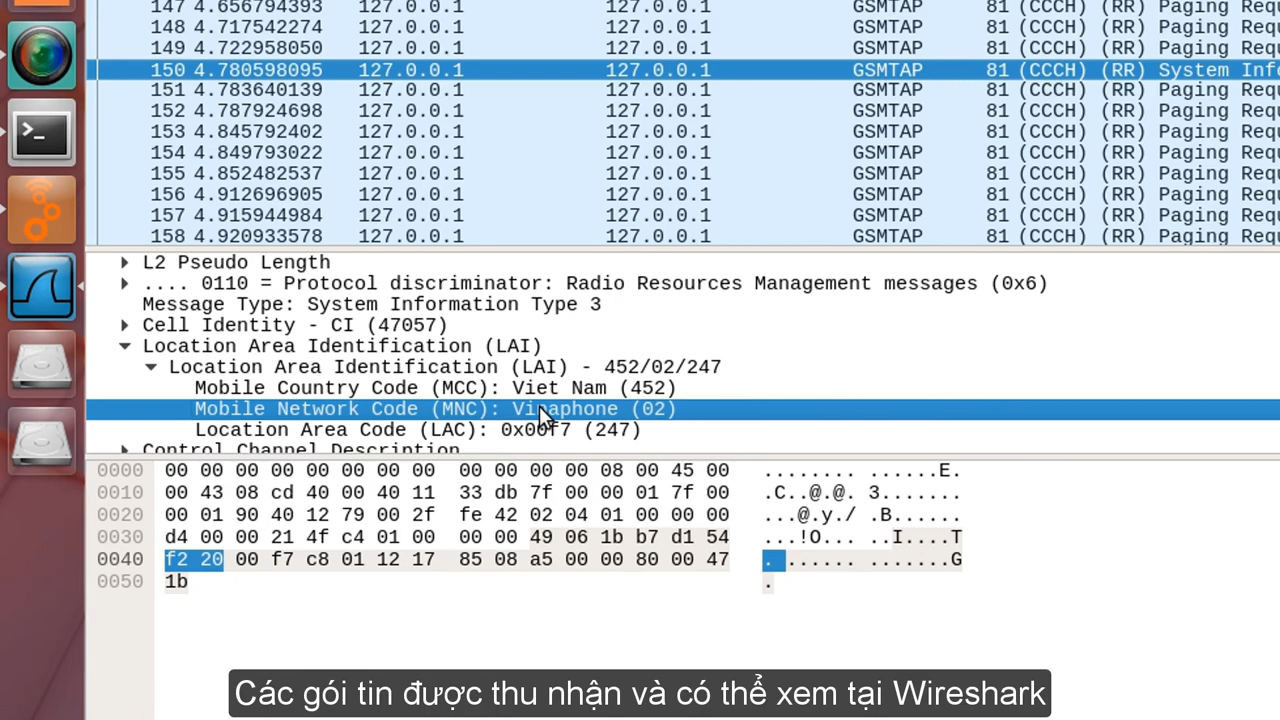 147 4.656794393 127.0.0.1 127.0.0.1 GSMTAP 81 (CCCH) (RR) Paging Requ
148 4.717542274 127.0.0.1 127.0.0.1 GSMTAP 81 (CCCH) (RR) Paging Requ
149 4.722958050 127.0.0.1 127.0.0.1 GSMTAP 81 (CCCH) (RR) Paging Requ
150 4.780598095 127.0.0.1 127.0.0.1 GSMTAP 81 (CCCH) (RR) System Info
151 4.783640139 127.0.0.1 127.0.0.1 GSMTAP 81 (CCCH) (RR) Paging Requ
152 4.787924698 127.0.0.1 127.0.0.1 GSMTAP 81 (CCCH) (RR) Paging Requ
153 4.845792402 127.0.0.1 127.0.0.1 GSMTAP 81 (CCCH) (RR) Paging Requ
154 4.849793022 127.0.0.1 127.0.0.1 GSMTAP 81 (CCCH) (RR) Paging Requ
155 4.852482537 127.0.0.1 127.0.0.1 GSMTAP 81 (CCCH) (RR) Paging Requ
156 4.912696905 127.0.0.1 127.0.0.1 GSMTAP 81 (CCCH) (RR) Paging Requ
157 4.915944984 127.0.0.1 127.0.0.1 GSMTAP 81 (CCCH) (RR) Paging Requ
158 4.920933578 127.0.0.1 127.0.0.1 GSMTAP 81 (CCCH) (RR) Paging Requ
L2 Pseudo Length
.... 0110 = Protocol discriminator: Radio Resources Management messages (0x6)
Message Type: System Information Type 3
Cell Identity - CI (47057)
Location Area Identification (LAI)
Location Area Identification (LAI) - 452/02/247
Mobile Country Code (MCC): Viet Nam (452)
Mobile Network Code (MNC): Vinaphone (02)
Location Area Code (LAC): 0x00f7 (247)
Control Channel Description
0000 00 00 00 00 00 00 00 00 00 00 00 00 08 00 45 00 ........ ......E.
0010 00 43 08 cd 40 00 40 11 33 db 7f 00 00 01 7f 00 .C..@.@. 3.......
0020 00 01 90 40 12 79 00 2f fe 42 02 04 01 00 00 00 ...@.y./ .B......
0030 d4 00 00 21 4f c4 01 00 00 00 49 06 1b b7 d1 54 ...!O... ..I....T
0040 f2 20 00 f7 c8 01 12 17 85 08 a5 00 00 80 00 47 . ...... .......G
0050 1b .
Các gói tin được thu nhận và có thể xem tại Wireshark